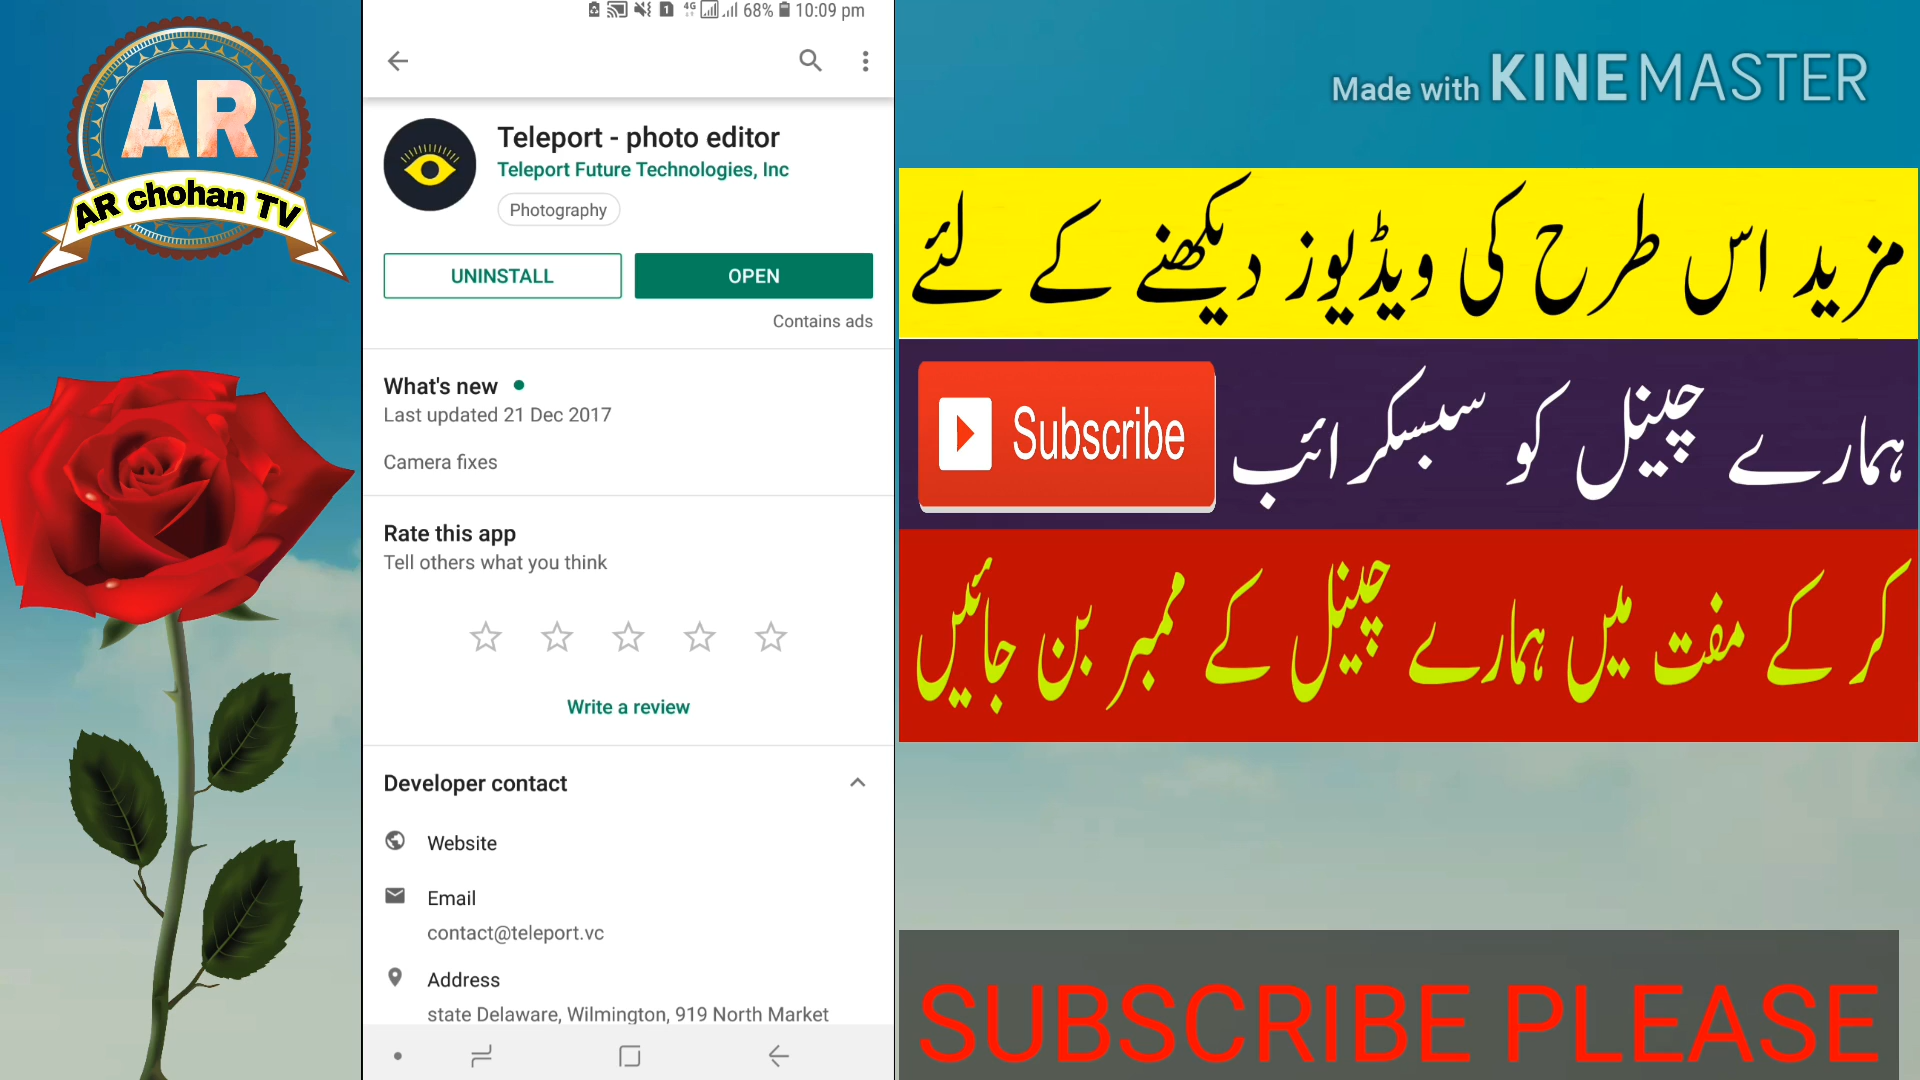 AR
AR chohan TV
1 4G 68% 10:09 pm
Teleport - photo editor
Teleport Future Technologies, Inc
Photography
UNINSTALL
OPEN
Contains ads
What's new
Last updated 21 Dec 2017
Camera fixes
Rate this app
Tell others what you think
Write a review
Developer contact
Website
Email
contact@teleport.vc
Address
state Delaware, Wilmington, 919 North Market
Made with KINEMASTER
مزید اس طرح کی ویڈیوز دیکھنے کے لئے
ہمارے چینل کو سبسکرائب
Subscribe
کر کے مفت میں ہمارے چینل کے ممبر بن جائیں
SUBSCRIBE PLEASE